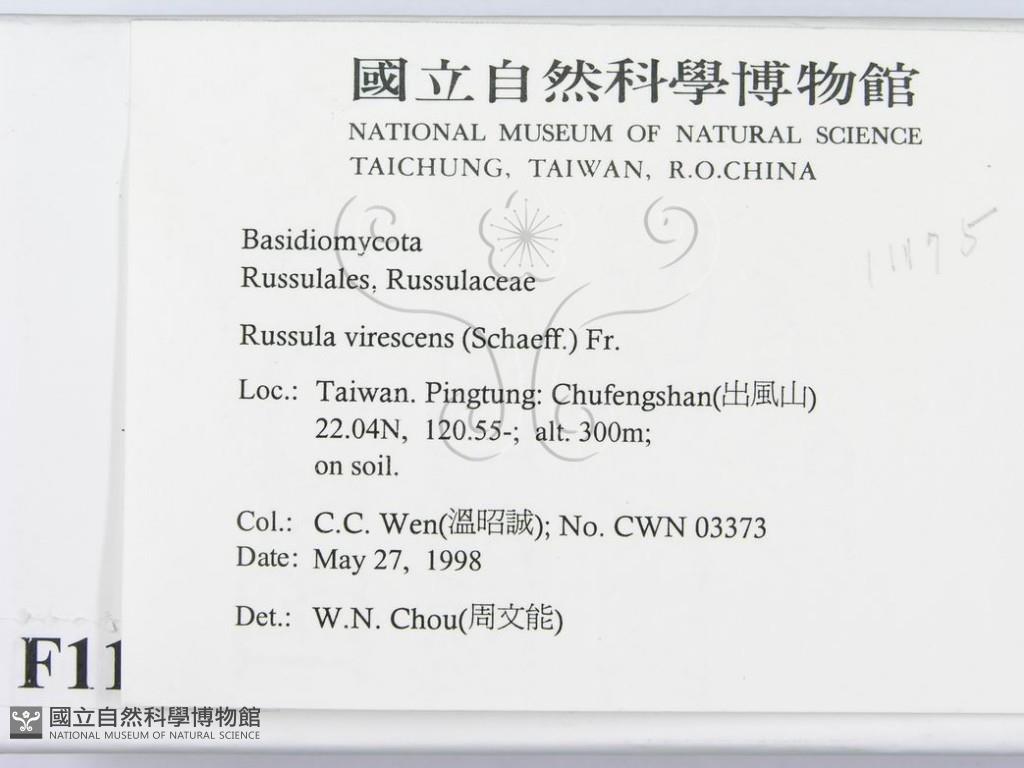 國立自然科學博物館
NATIONAL MUSEUM OF NATURAL SCIENCE
TAICHUNG, TAIWAN, R.O.CHINA
Basidiomycota
Russulales, Russulaceae
Russula virescens (Schaeff.) Fr.
Loc.: Taiwan. Pingtung: Chufengshan(出風山)
22.04N, 120.55-; alt. 300m;
on soil.
Col.: C.C. Wen(溫昭誠); No. CWN 03373
Date: May 27, 1998
Det.: W.N. Chou(周文能)
F11
國立自然科學博物館
NATIONAL MUSEUM OF NATURAL SCIENCE